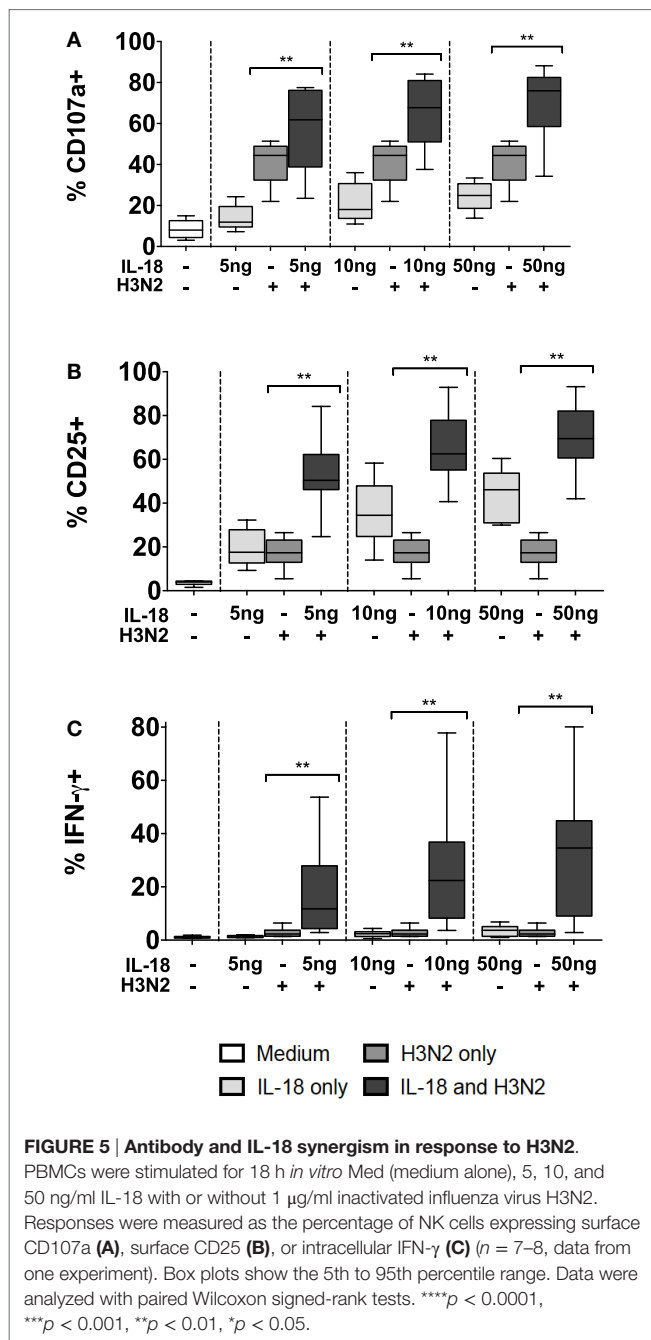 A
% CD107a+
100
80
60
40
20
0
** ** **
IL-18 - 5ng - 5ng 10ng - 10ng 50ng - 50ng
H3N2 - - + + - + + - + +
B
% CD25+
100
80
60
40
20
0
** ** **
IL-18 - 5ng - 5ng 10ng - 10ng 50ng - 50ng
H3N2 - - + + - + + - + +
C
% IFN-γ+
80
60
40
20
0
** ** **
IL-18 - 5ng - 5ng 10ng - 10ng 50ng - 50ng
H3N2 - - + + - + + - + +
Medium H3N2 only
IL-18 only IL-18 and H3N2
FIGURE 5 | Antibody and IL-18 synergism in response to H3N2.
PBMCs were stimulated for 18 h in vitro Med (medium alone), 5, 10, and
50 ng/ml IL-18 with or without 1 μg/ml inactivated influenza virus H3N2.
Responses were measured as the percentage of NK cells expressing surface
CD107a (A), surface CD25 (B), or intracellular IFN-γ (C) (n = 7–8, data from
one experiment). Box plots show the 5th to 95th percentile range. Data were
analyzed with paired Wilcoxon signed-rank tests. ****p < 0.0001,
***p < 0.001, **p < 0.01, *p < 0.05.